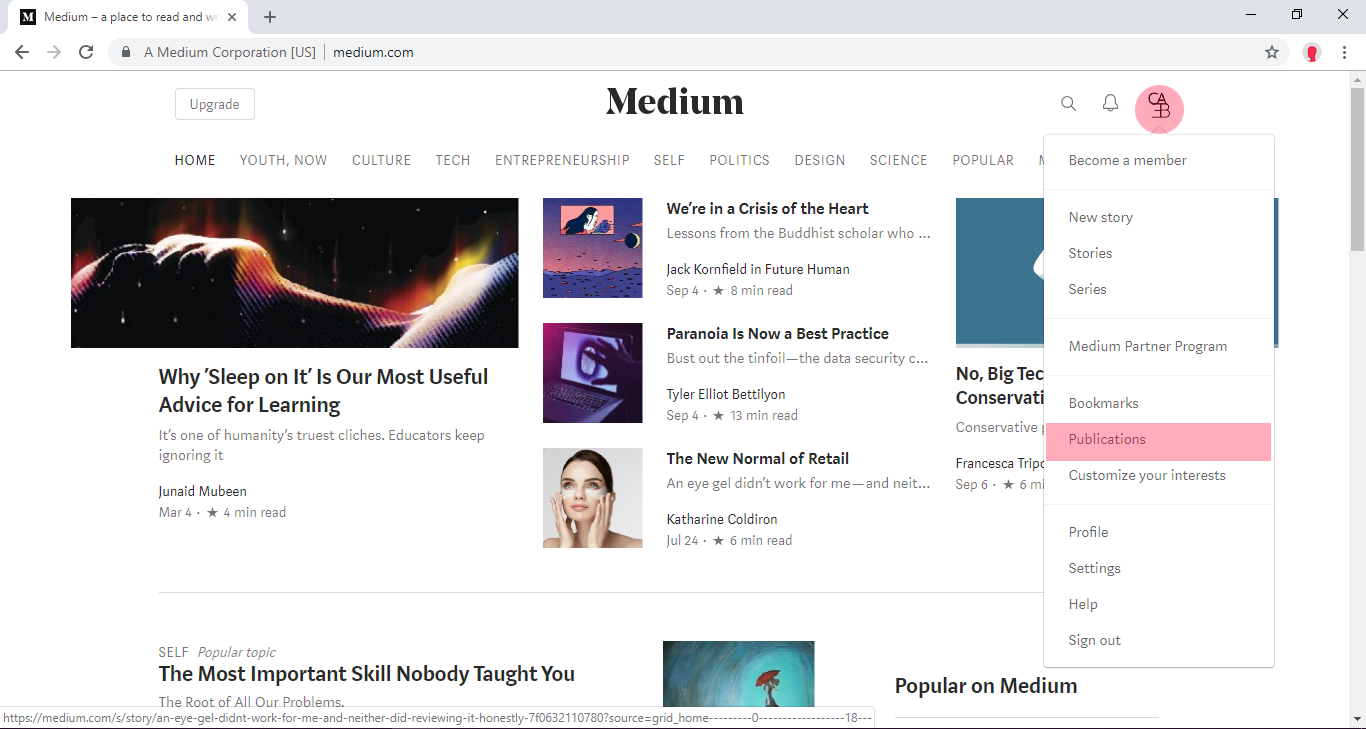 Medium – a place to read and wr
A Medium Corporation [US] | medium.com
Upgrade
Medium
HOME YOUTH, NOW CULTURE TECH ENTREPRENEURSHIP SELF POLITICS DESIGN SCIENCE POPULAR
Become a member
New story
Stories
Series
Medium Partner Program
Bookmarks
Publications
Customize your interests
Profile
Settings
Help
Sign out
Why ‘Sleep on It’ Is Our Most Useful
Advice for Learning
It’s one of humanity’s truest cliches. Educators keep
ignoring it
Junaid Mubeen
Mar 4 · ★ 4 min read
We’re in a Crisis of the Heart
Lessons from the Buddhist scholar who ...
Jack Kornfield in Future Human
Sep 4 · ★ 8 min read
Paranoia Is Now a Best Practice
Bust out the tinfoil—the data security c...
Tyler Elliot Bettilyon
Sep 4 · ★ 13 min read
The New Normal of Retail
An eye gel didn’t work for me—and neit...
Katharine Coldiron
Jul 24 · ★ 6 min read
No, Big Tec
Conservati
Conservative
Francesca Tripo
Sep 6 · ★ 6 mi
SELF Popular topic
The Most Important Skill Nobody Taught You
The Root of All Our Problems.
Popular on Medium
https://medium.com/s/story/an-eye-gel-didnt-work-for-me-and-neither-did-reviewing-it-honestly-7f0632110780?source=grid_home---------0------------------18---